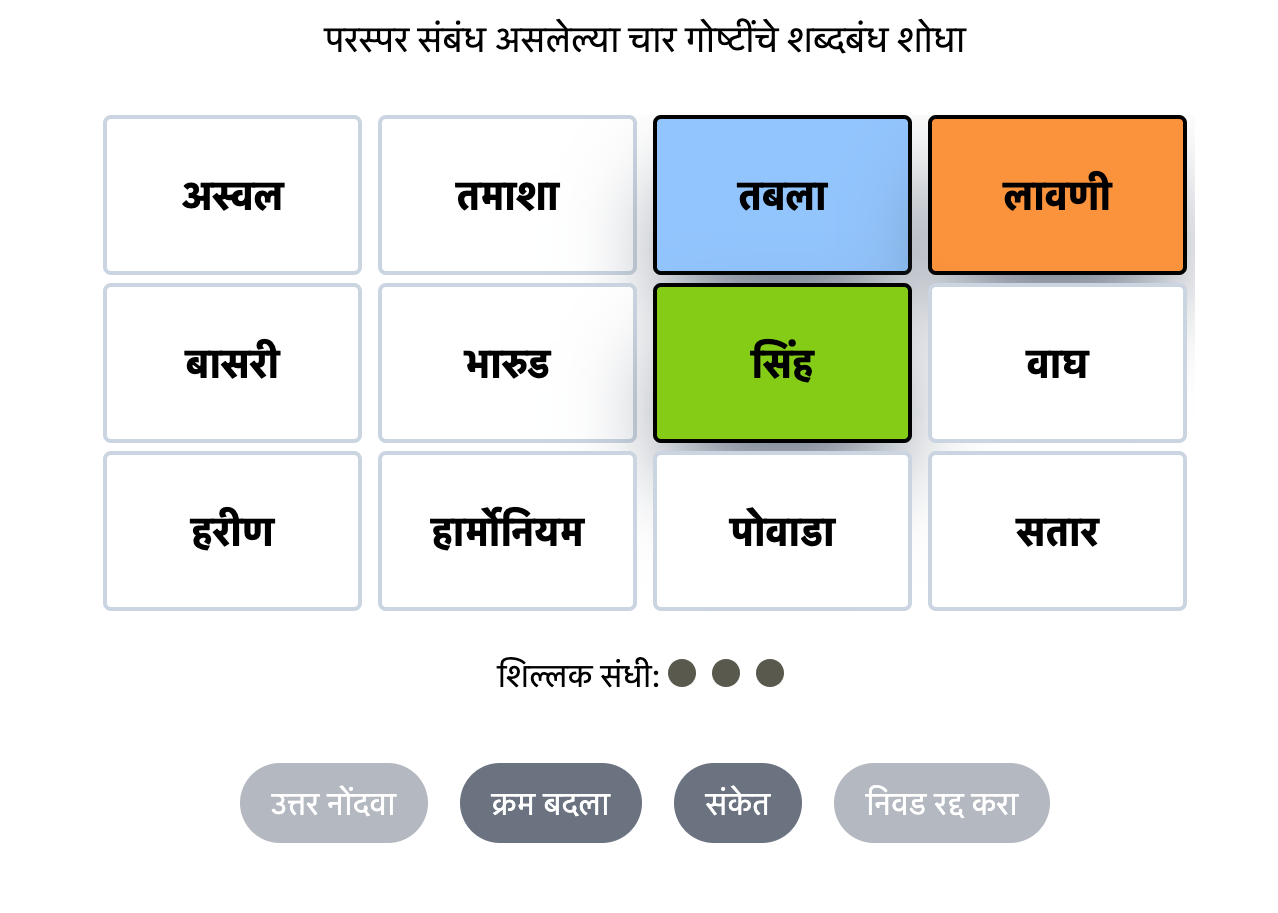 परस्पर संबंध असलेल्या चार गोष्टींचे शब्दबंध शोधा
अस्वल तमाशा तबला लावणी
बासरी भारुड सिंह वाघ
हरीण हार्मोनियम पोवाडा सतार
शिल्लक संधी:
उत्तर नोंदवा क्रम बदला संकेत निवड रद्द करा